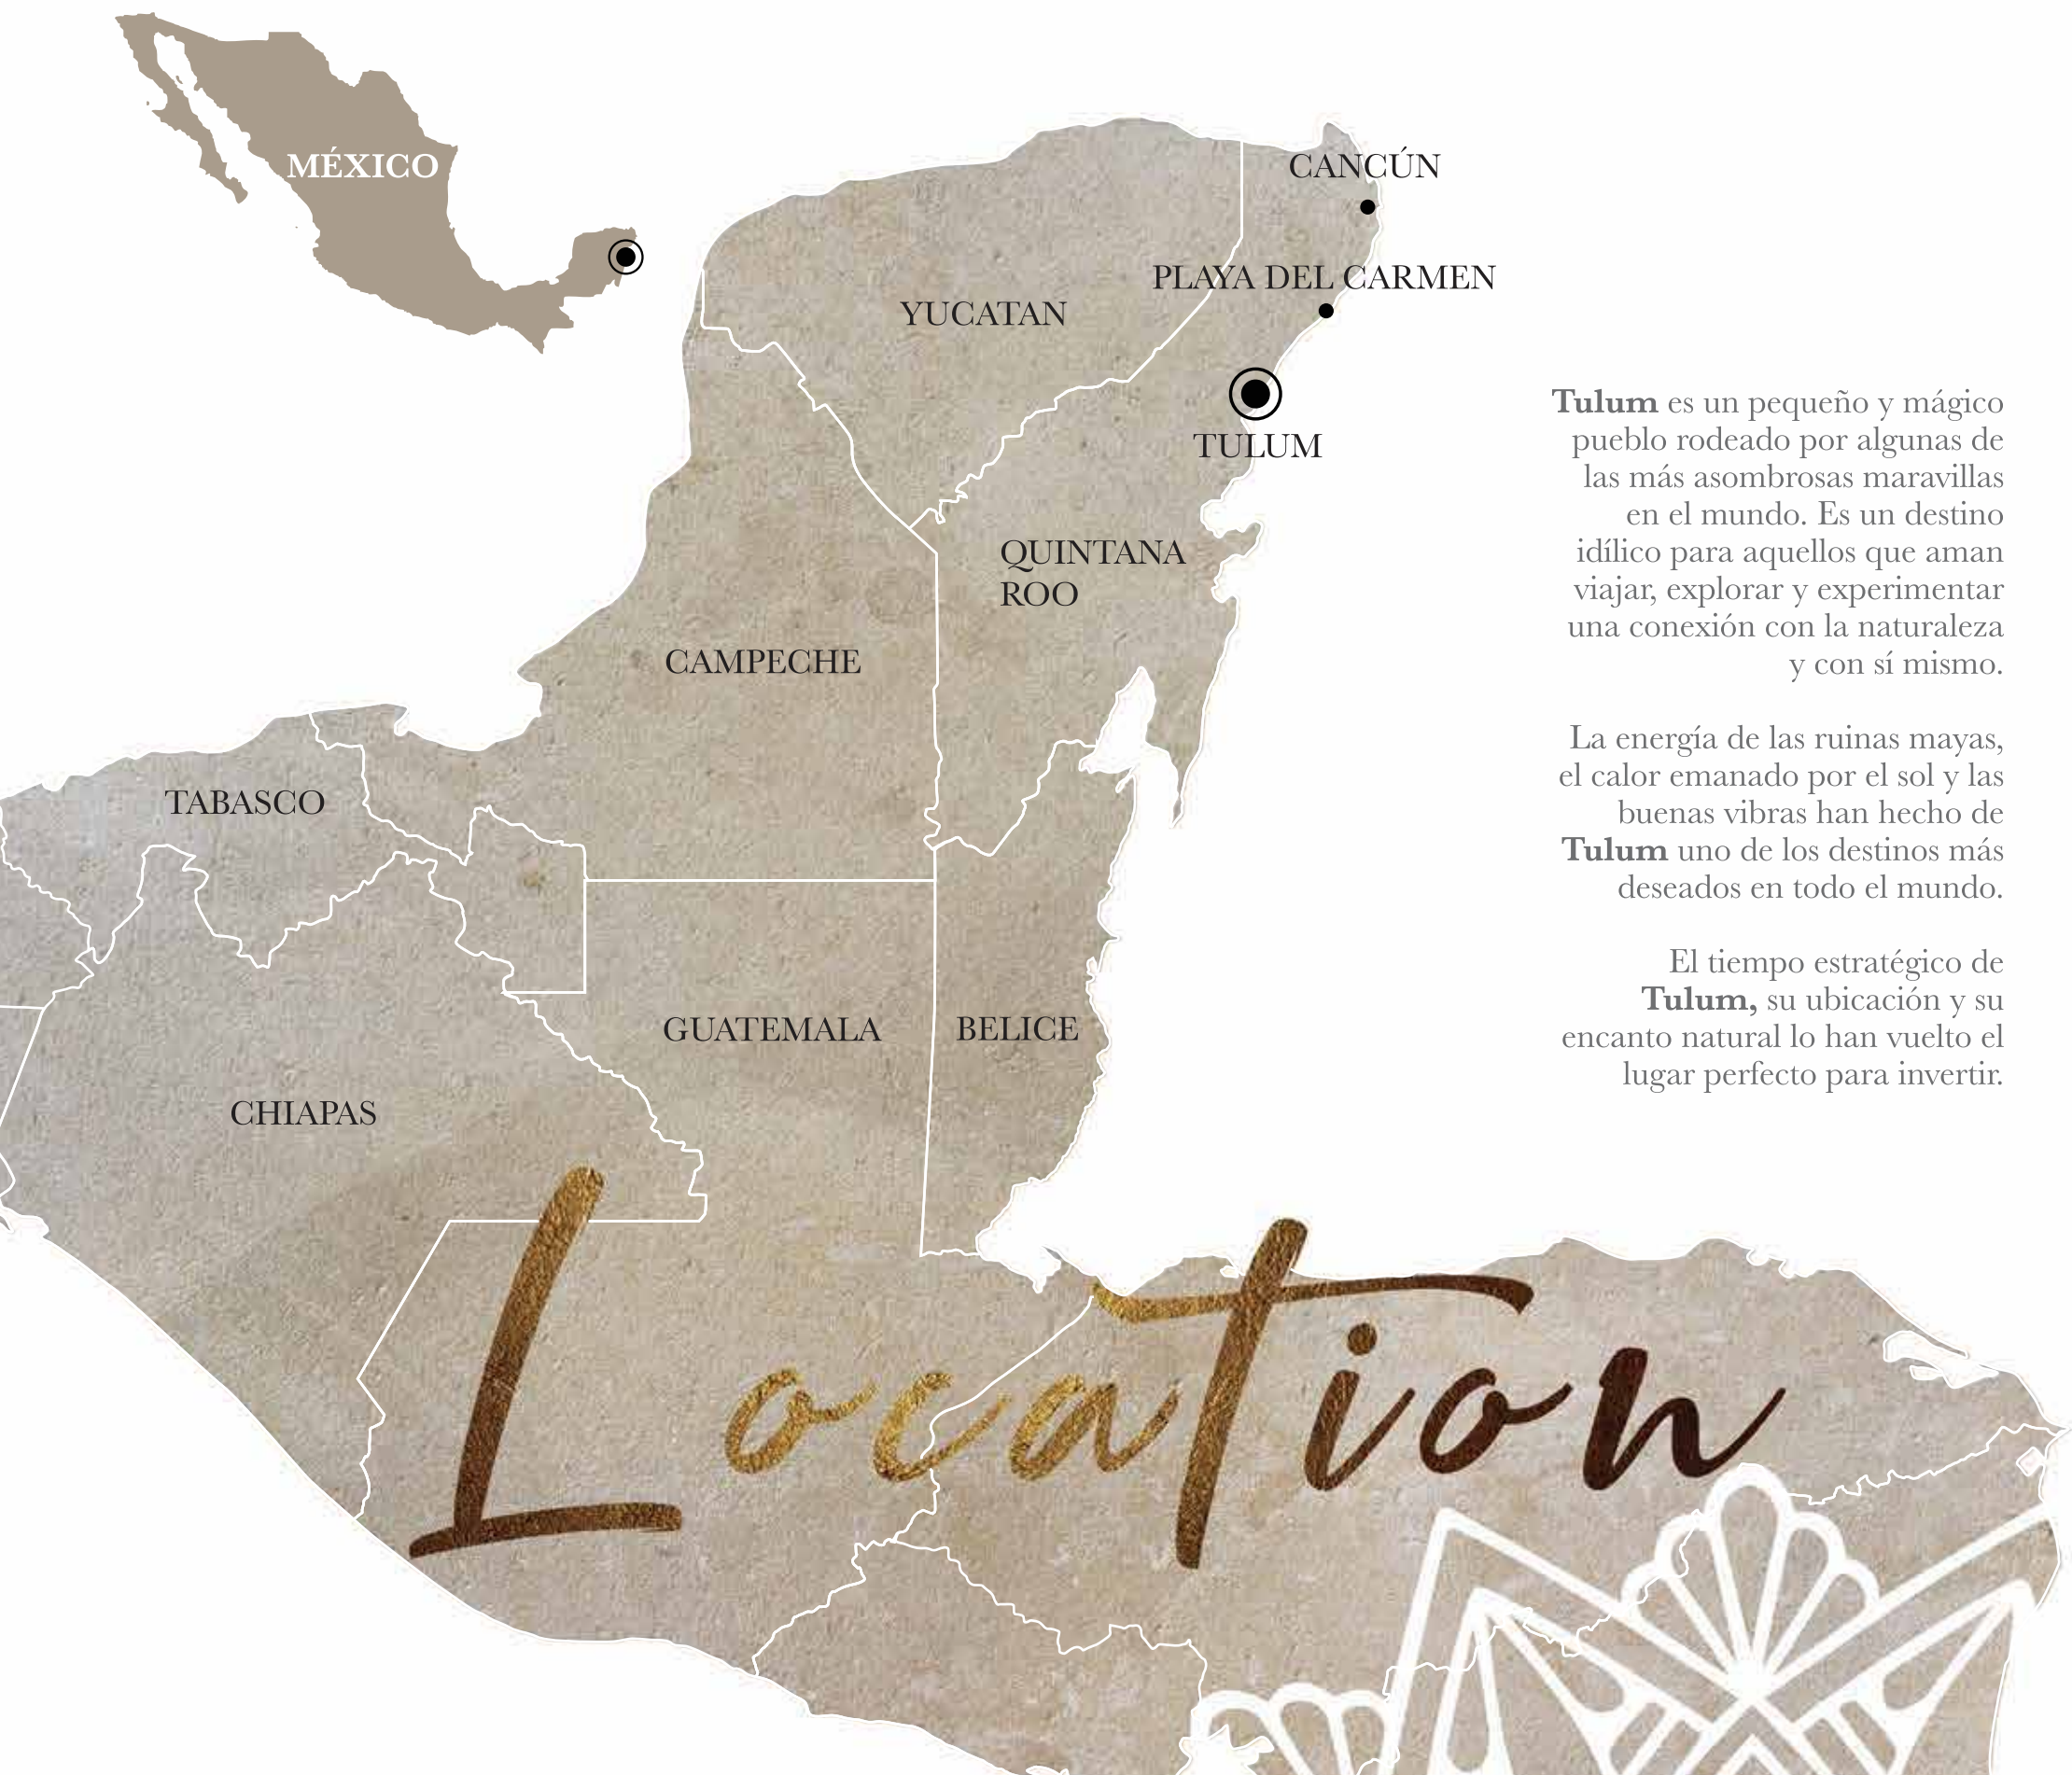 MÉXICO
CANCÚN
PLAYA DEL CARMEN
YUCATAN
TULUM
QUINTANA
ROO
CAMPECHE
TABASCO
GUATEMALA
BELICE
CHIAPAS
Tulum es un pequeño y mágico
pueblo rodeado por algunas de
las más asombrosas maravillas
en el mundo. Es un destino
idílico para aquellos que aman
viajar, explorar y experimentar
una conexión con la naturaleza
y con sí mismo.
La energía de las ruinas mayas,
el calor emanado por el sol y las
buenas vibras han hecho de
Tulum uno de los destinos más
deseados en todo el mundo.
El tiempo estratégico de
Tulum, su ubicación y su
encanto natural lo han vuelto el
lugar perfecto para invertir.
Location